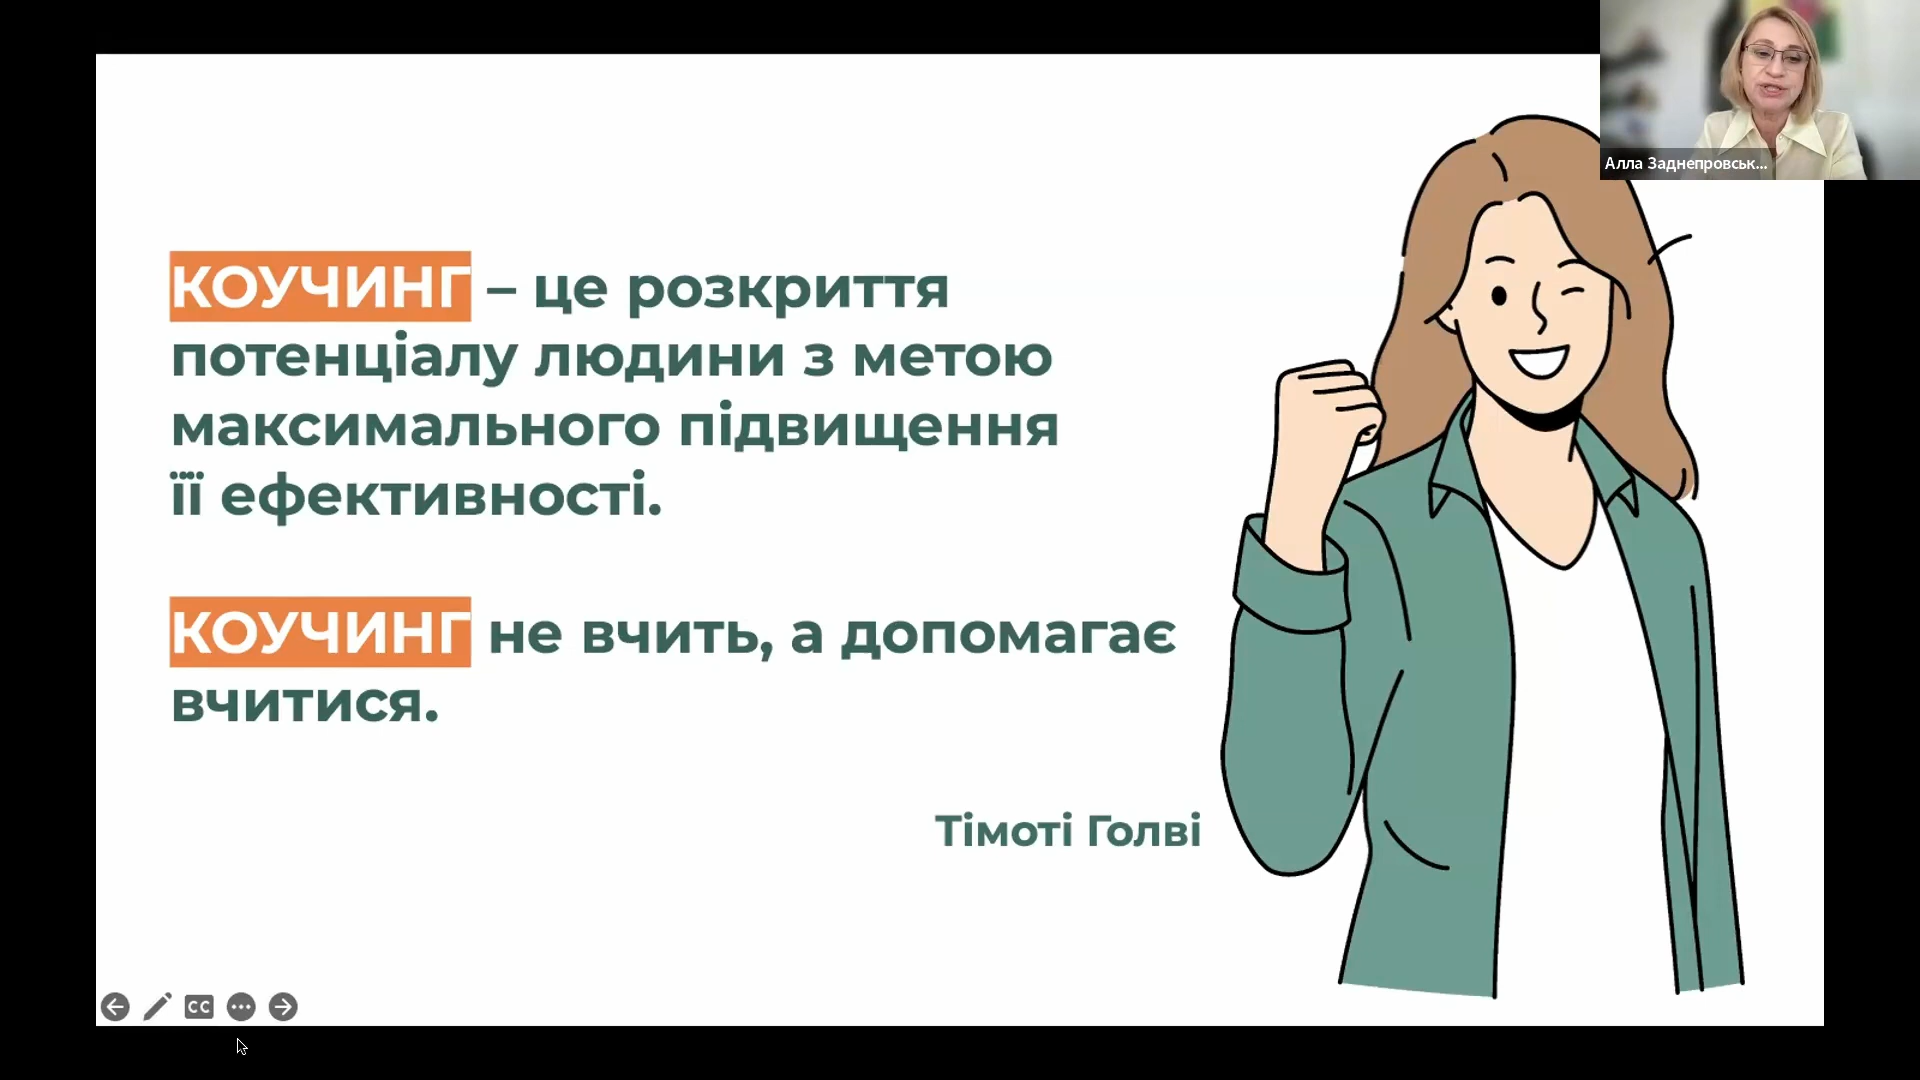 Алла Заднепровськ...
КОУЧИНГ – це розкриття
потенціалу людини з метою
максимального підвищення
її ефективності.
КОУЧИНГ не вчить, а допомагає
вчитися.
Тімоті Голві
CC